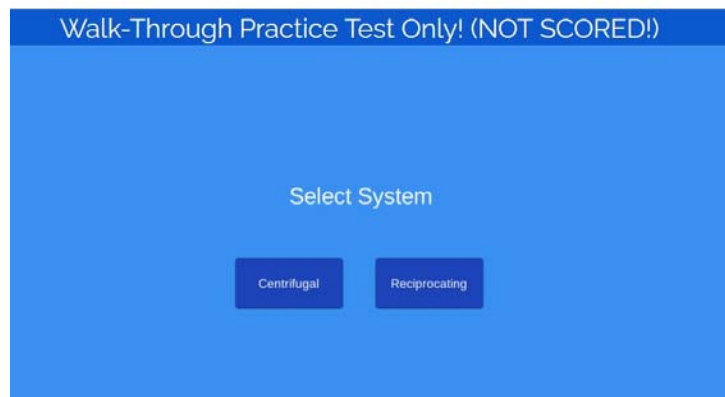 Walk-Through Practice Test Only! (NOT SCORED!)
Select System
Centrifugal Reciprocating